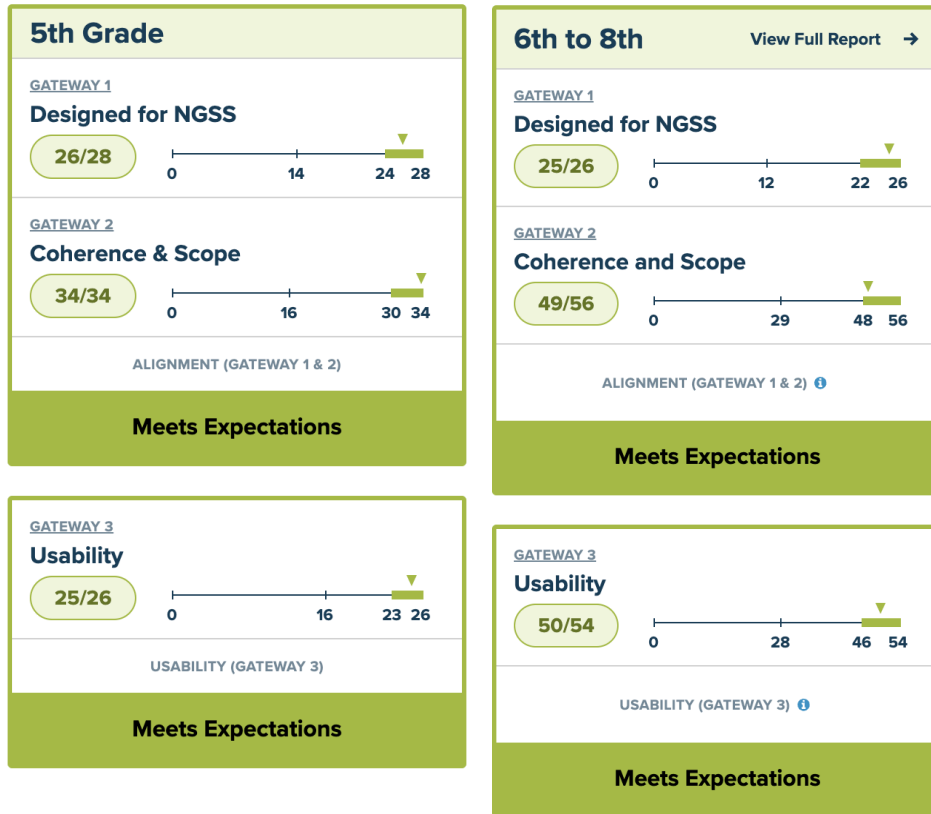 5th Grade
GATEWAY 1
Designed for NGSS
26/28
0 14 24 28
GATEWAY 2
Coherence & Scope
34/34
0 16 30 34
ALIGNMENT (GATEWAY 1 & 2)
Meets Expectations
GATEWAY 3
Usability
25/26
0 16 23 26
USABILITY (GATEWAY 3)
Meets Expectations
6th to 8th View Full Report →
GATEWAY 1
Designed for NGSS
25/26
0 12 22 26
GATEWAY 2
Coherence and Scope
49/56
0 29 48 56
ALIGNMENT (GATEWAY 1 & 2) i
Meets Expectations
GATEWAY 3
Usability
50/54
0 28 46 54
USABILITY (GATEWAY 3) i
Meets Expectations